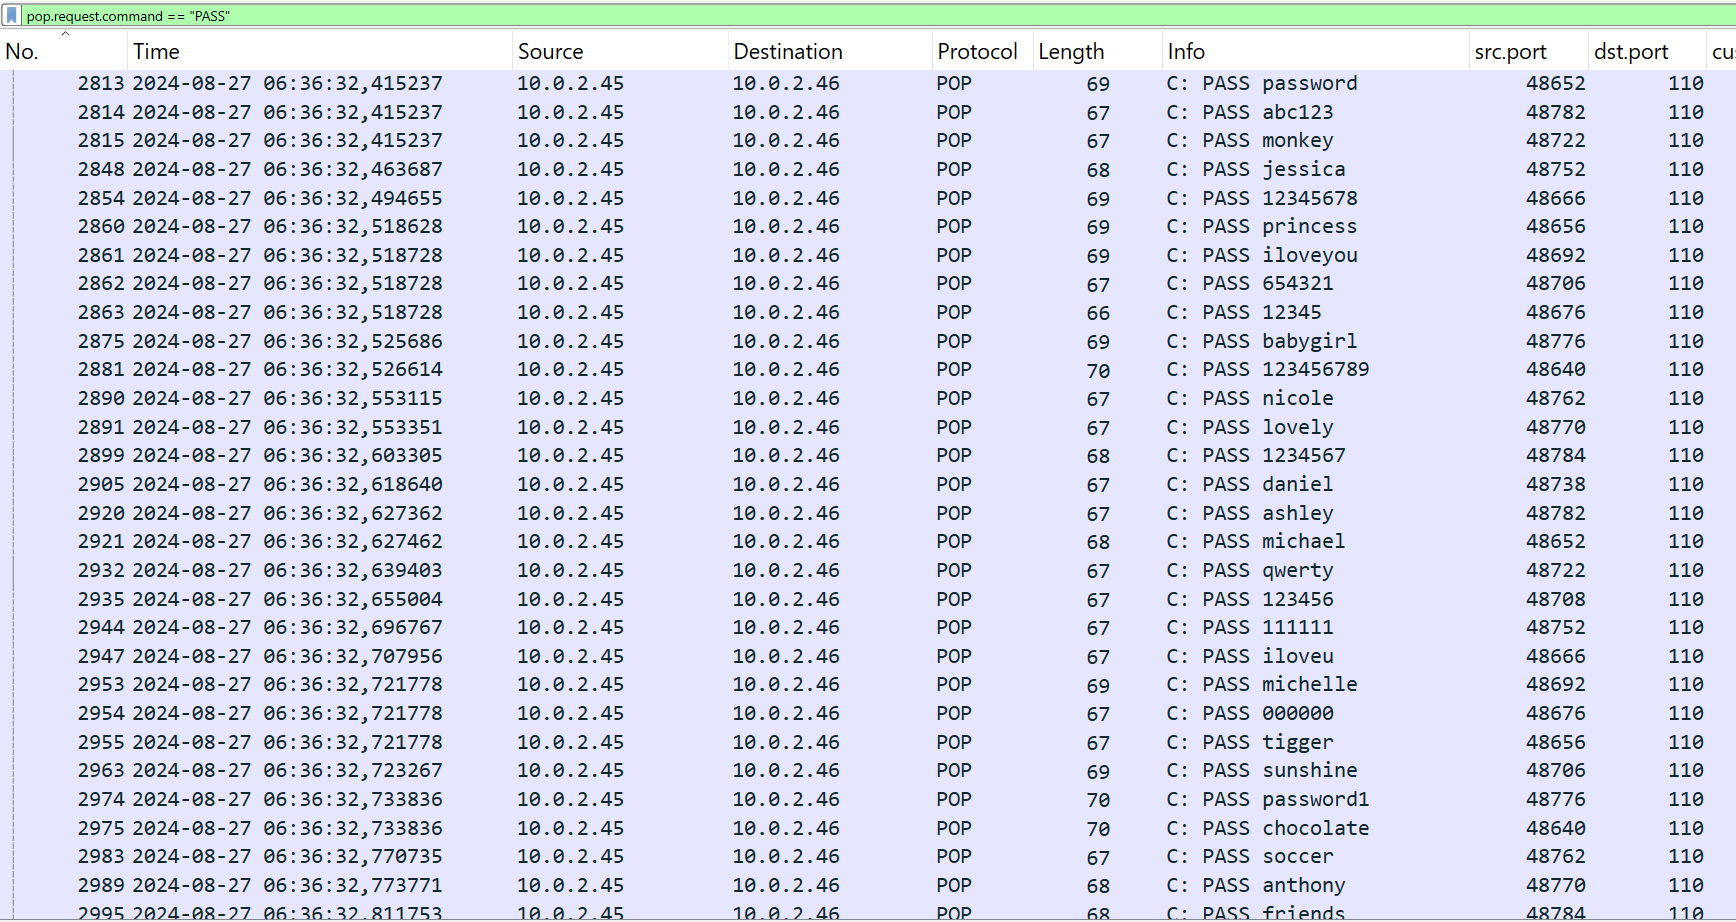 pop.request.command == "PASS"
No. Time Source Destination Protocol Length Info src.port dst.port cu
2813 2024-08-27 06:36:32,415237 10.0.2.45 10.0.2.46 POP 69 C: PASS password 48652 110
2814 2024-08-27 06:36:32,415237 10.0.2.45 10.0.2.46 POP 67 C: PASS abc123 48782 110
2815 2024-08-27 06:36:32,415237 10.0.2.45 10.0.2.46 POP 67 C: PASS monkey 48722 110
2848 2024-08-27 06:36:32,463687 10.0.2.45 10.0.2.46 POP 68 C: PASS jessica 48752 110
2854 2024-08-27 06:36:32,494655 10.0.2.45 10.0.2.46 POP 69 C: PASS 12345678 48666 110
2860 2024-08-27 06:36:32,518628 10.0.2.45 10.0.2.46 POP 69 C: PASS princess 48656 110
2861 2024-08-27 06:36:32,518728 10.0.2.45 10.0.2.46 POP 69 C: PASS iloveyou 48692 110
2862 2024-08-27 06:36:32,518728 10.0.2.45 10.0.2.46 POP 67 C: PASS 654321 48706 110
2863 2024-08-27 06:36:32,518728 10.0.2.45 10.0.2.46 POP 66 C: PASS 12345 48676 110
2875 2024-08-27 06:36:32,525686 10.0.2.45 10.0.2.46 POP 69 C: PASS babygirl 48776 110
2881 2024-08-27 06:36:32,526614 10.0.2.45 10.0.2.46 POP 70 C: PASS 123456789 48640 110
2890 2024-08-27 06:36:32,553115 10.0.2.45 10.0.2.46 POP 67 C: PASS nicole 48762 110
2891 2024-08-27 06:36:32,553351 10.0.2.45 10.0.2.46 POP 67 C: PASS lovely 48770 110
2899 2024-08-27 06:36:32,603305 10.0.2.45 10.0.2.46 POP 68 C: PASS 1234567 48784 110
2905 2024-08-27 06:36:32,618640 10.0.2.45 10.0.2.46 POP 67 C: PASS daniel 48738 110
2920 2024-08-27 06:36:32,627362 10.0.2.45 10.0.2.46 POP 67 C: PASS ashley 48782 110
2921 2024-08-27 06:36:32,627462 10.0.2.45 10.0.2.46 POP 68 C: PASS michael 48652 110
2932 2024-08-27 06:36:32,639403 10.0.2.45 10.0.2.46 POP 67 C: PASS qwerty 48722 110
2935 2024-08-27 06:36:32,655004 10.0.2.45 10.0.2.46 POP 67 C: PASS 123456 48708 110
2944 2024-08-27 06:36:32,696767 10.0.2.45 10.0.2.46 POP 67 C: PASS 111111 48752 110
2947 2024-08-27 06:36:32,707956 10.0.2.45 10.0.2.46 POP 67 C: PASS iloveu 48666 110
2953 2024-08-27 06:36:32,721778 10.0.2.45 10.0.2.46 POP 69 C: PASS michelle 48692 110
2954 2024-08-27 06:36:32,721778 10.0.2.45 10.0.2.46 POP 67 C: PASS 000000 48676 110
2955 2024-08-27 06:36:32,721778 10.0.2.45 10.0.2.46 POP 67 C: PASS tigger 48656 110
2963 2024-08-27 06:36:32,723267 10.0.2.45 10.0.2.46 POP 69 C: PASS sunshine 48706 110
2974 2024-08-27 06:36:32,733836 10.0.2.45 10.0.2.46 POP 70 C: PASS password1 48776 110
2975 2024-08-27 06:36:32,733836 10.0.2.45 10.0.2.46 POP 70 C: PASS chocolate 48640 110
2983 2024-08-27 06:36:32,770735 10.0.2.45 10.0.2.46 POP 67 C: PASS soccer 48762 110
2989 2024-08-27 06:36:32,773771 10.0.2.45 10.0.2.46 POP 68 C: PASS anthony 48770 110
2995 2024-08-27 06:36:32,811753 10.0.2.45 10.0.2.46 POP 68 C: PASS friends 48784 110